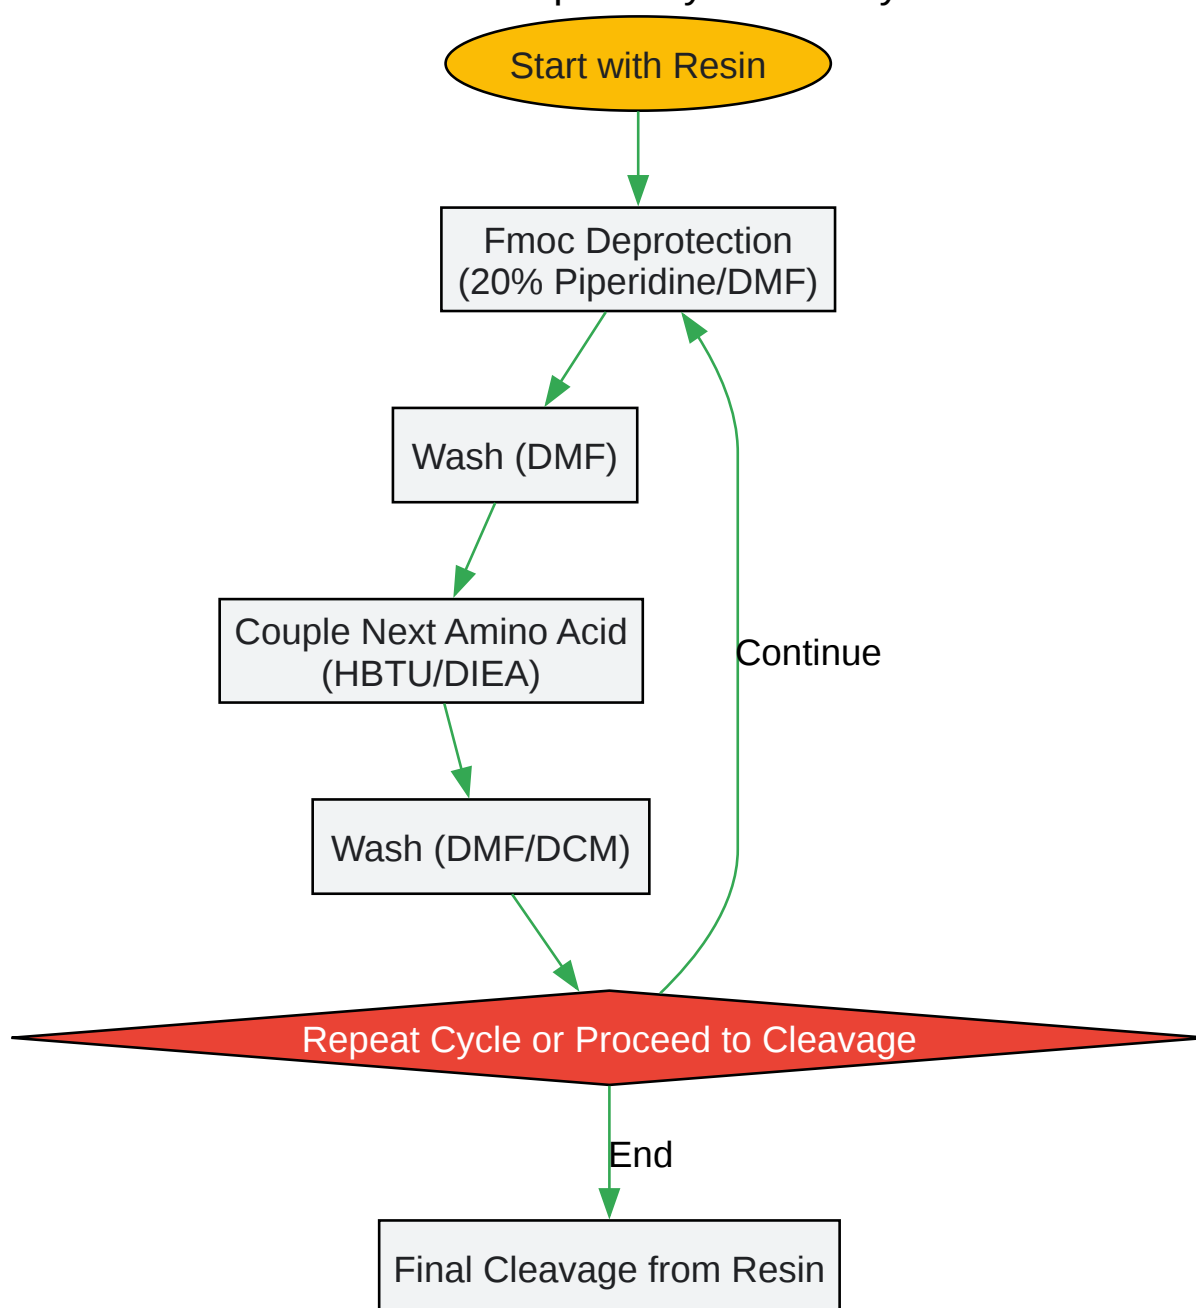 Start with Resin
Fmoc Deprotection
(20% Piperidine/DMF)
Wash (DMF)
Couple Next Amino Acid
(HBTU/DIEA)
Continue
Wash (DMF/DCM)
Repeat Cycle or Proceed to Cleavage
End
Final Cleavage from Resin